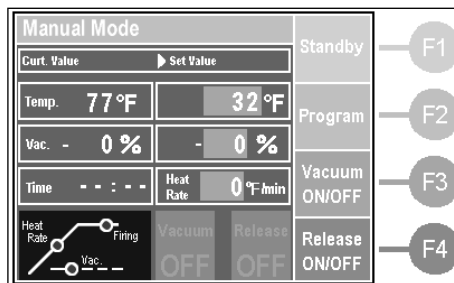 Manual Mode
Standby
F1
Curt. Value
Set Value
Temp. 77°F
32 °F
Program
F2
Vac. - 0 %
- 0 %
Time - - : - -
Heat Rate 0 °F/min
Vacuum ON/OFF
F3
Heat Rate
Firing
Vac.
Vacuum OFF
Release OFF
Release ON/OFF
F4